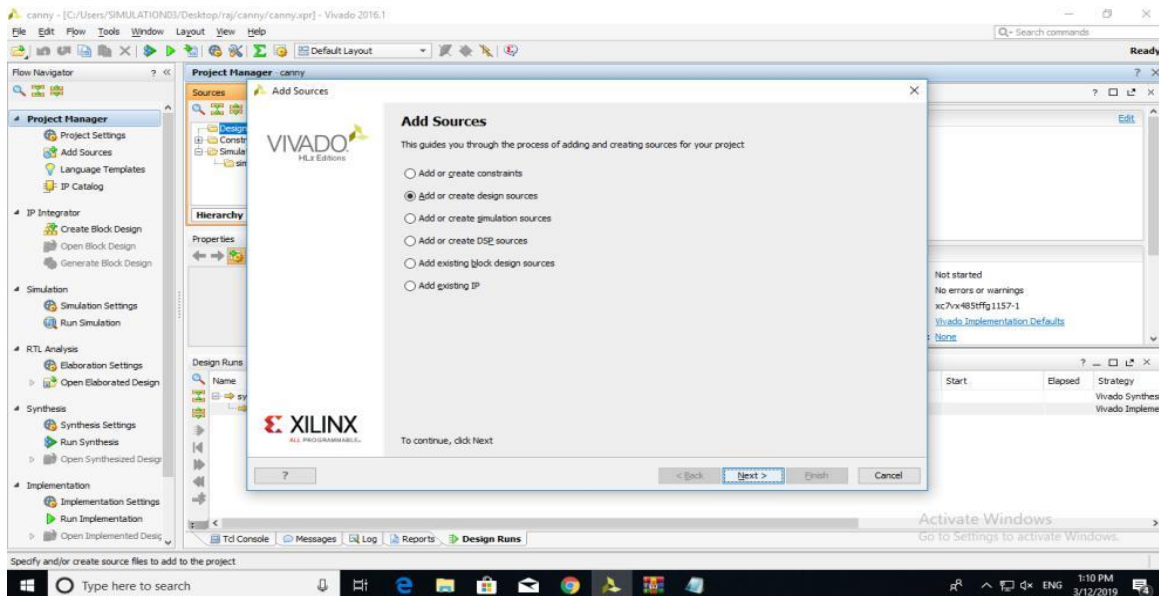 canny - [C:/Users/SIMULATION03/Desktop/raj/canny/canny.xpr] - Vivado 2016.1
File Edit Flow Tools Window Layout View Help
Search commands
Default Layout
Ready
Flow Navigator
Project Manager - canny
Project Manager
Project Settings
Add Sources
Language Templates
IP Catalog
IP Integrator
Create Block Design
Open Block Design
Generate Block Design
Simulation
Simulation Settings
Run Simulation
RTL Analysis
Elaboration Settings
Open Elaborated Design
Synthesis
Synthesis Settings
Run Synthesis
Open Synthesized Desig
Implementation
Implementation Settings
Run Implementation
Open Implemented Desig
Sources
Design
Constr
Simula
sim
Hierarchy
Properties
Add Sources
VIVADO
HLx Editions
Add Sources
This guides you through the process of adding and creating sources for your project
Add or create constraints
Add or create design sources
Add or create simulation sources
Add or create DSP sources
Add existing block design sources
Add existing IP
XILINX
ALL PROGRAMMABLE
To continue, click Next
? < Back Next > Finish Cancel
Edit
Not started
No errors or warnings
xc7vx485tffg1157-1
Vivado Implementation Defaults
None
Design Runs
Name
sy
Start Elapsed Strategy
Vivado Synthes
Vivado Impleme
Tcl Console Messages Log Reports Design Runs
Activate Windows
Go to Settings to activate Windows.
Specify and/or create source files to add to the project
Type here to search
ENG
1:10 PM
3/12/2019